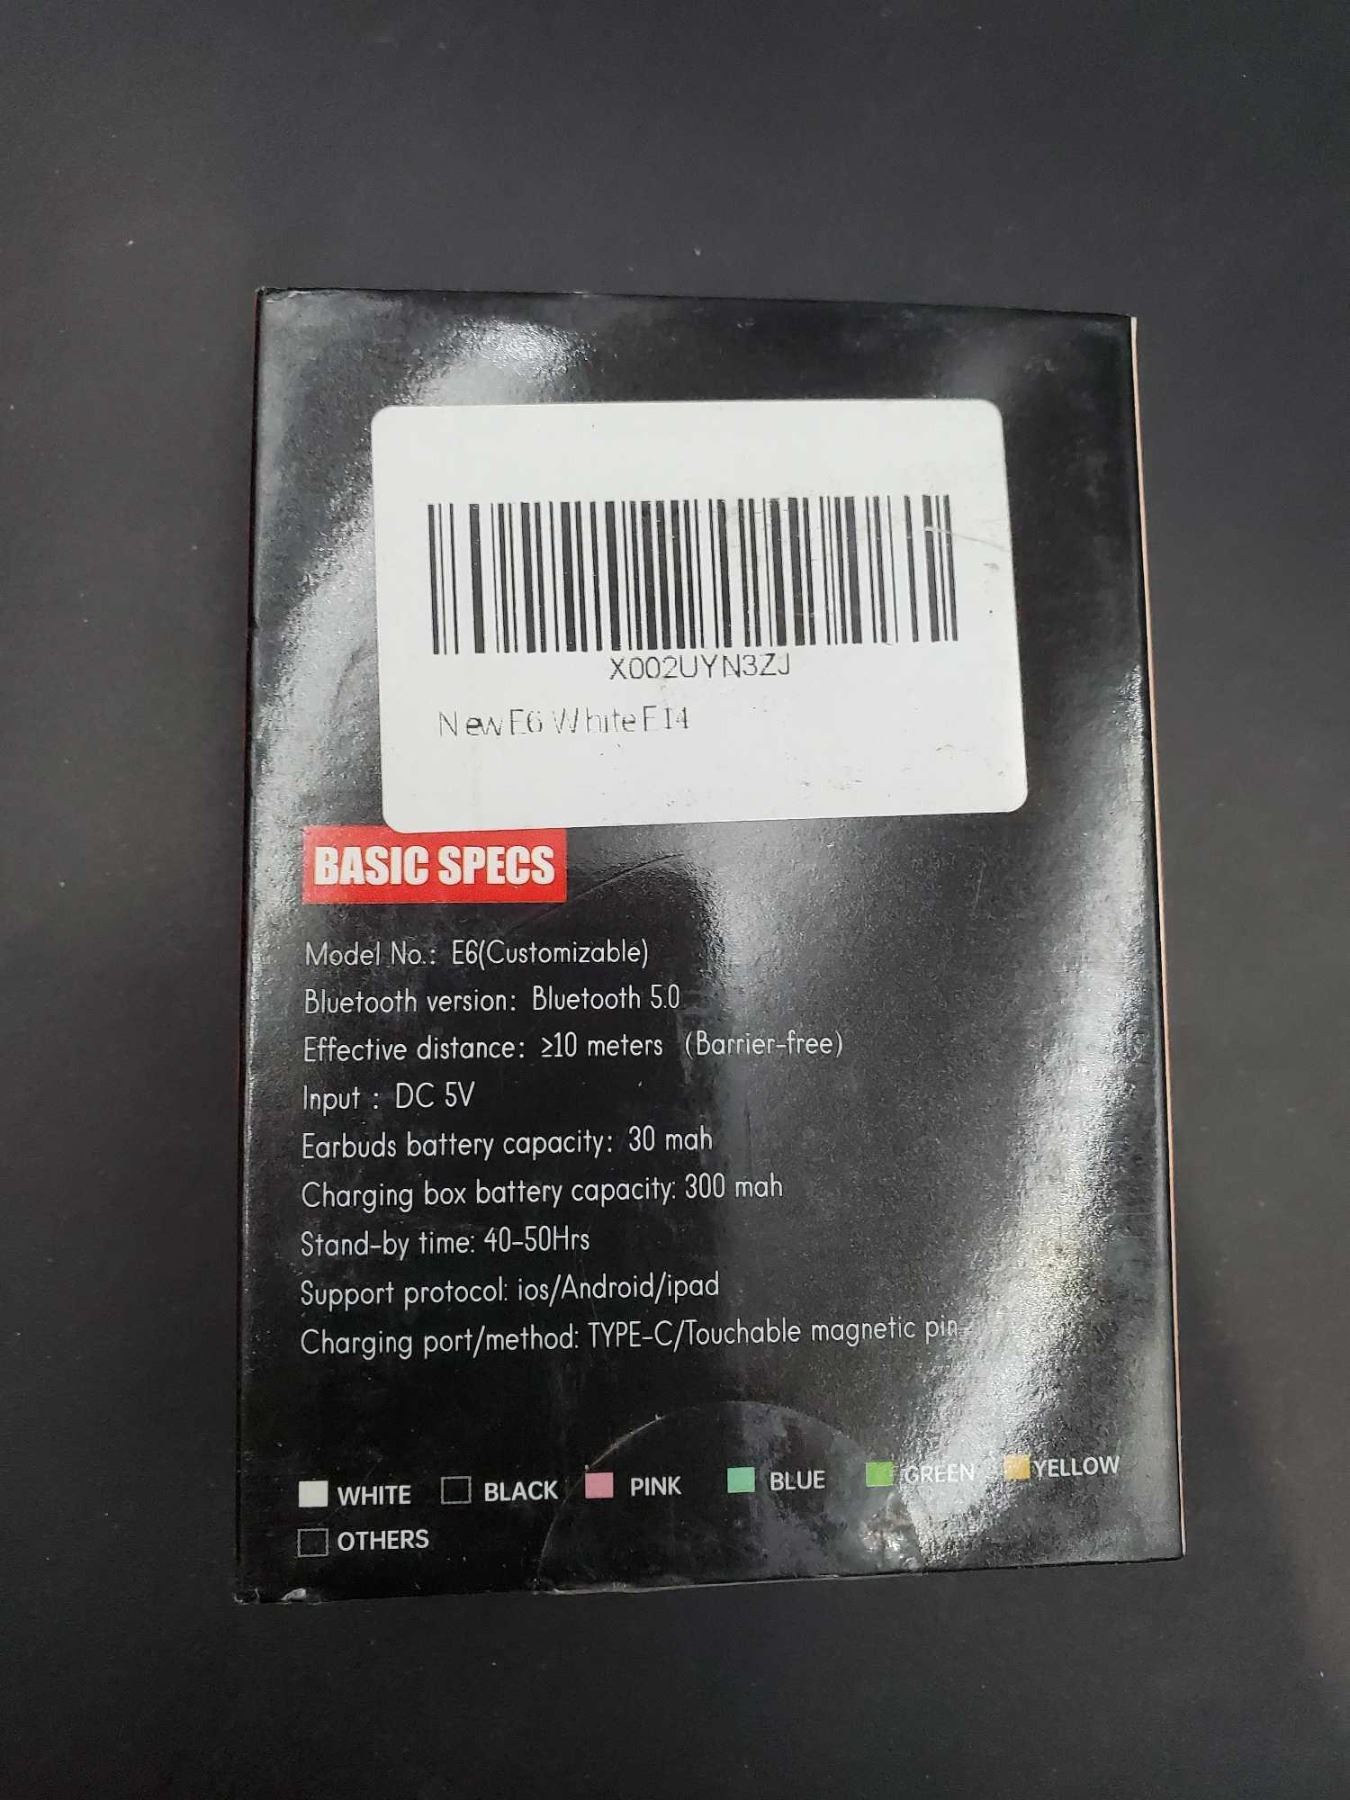 X002UYN3ZJ
New E6 White E14
BASIC SPECS
Model No.: E6(Customizable)
Bluetooth version: Bluetooth 5.0
Effective distance: ≥10 meters (Barrier-free)
Input : DC 5V
Earbuds battery capacity: 30 mah
Charging box battery capacity: 300 mah
Stand-by time: 40-50Hrs
Support protocol: ios/Android/ipad
Charging port/method: TYPE-C/Touchable magnetic pin
WHITE BLACK PINK BLUE GREEN YELLOW
OTHERS